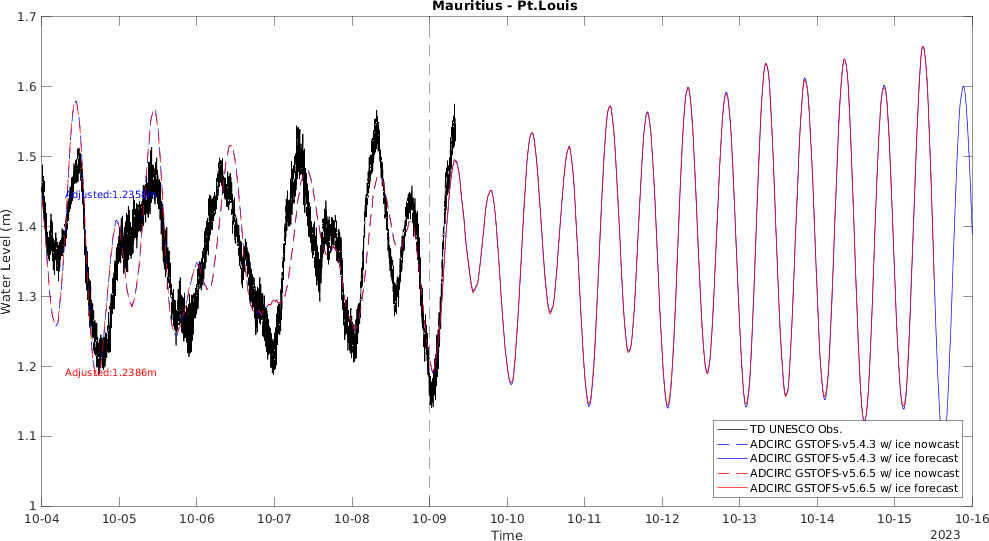 Mauritius - Pt.Louis
Water Level (m)
1.7
1.6
1.5
1.4
1.3
1.2
1.1
1
Adjusted:1.2358m
Adjusted:1.2386m
TD UNESCO Obs.
ADCIRC GSTOFS-v5.4.3 w/ ice nowcast
ADCIRC GSTOFS-v5.4.3 w/ ice forecast
ADCIRC GSTOFS-v5.6.5 w/ ice nowcast
ADCIRC GSTOFS-v5.6.5 w/ ice forecast
10-04 10-05 10-06 10-07 10-08 10-09 10-10 10-11 10-12 10-13 10-14 10-15 10-16
Time
2023